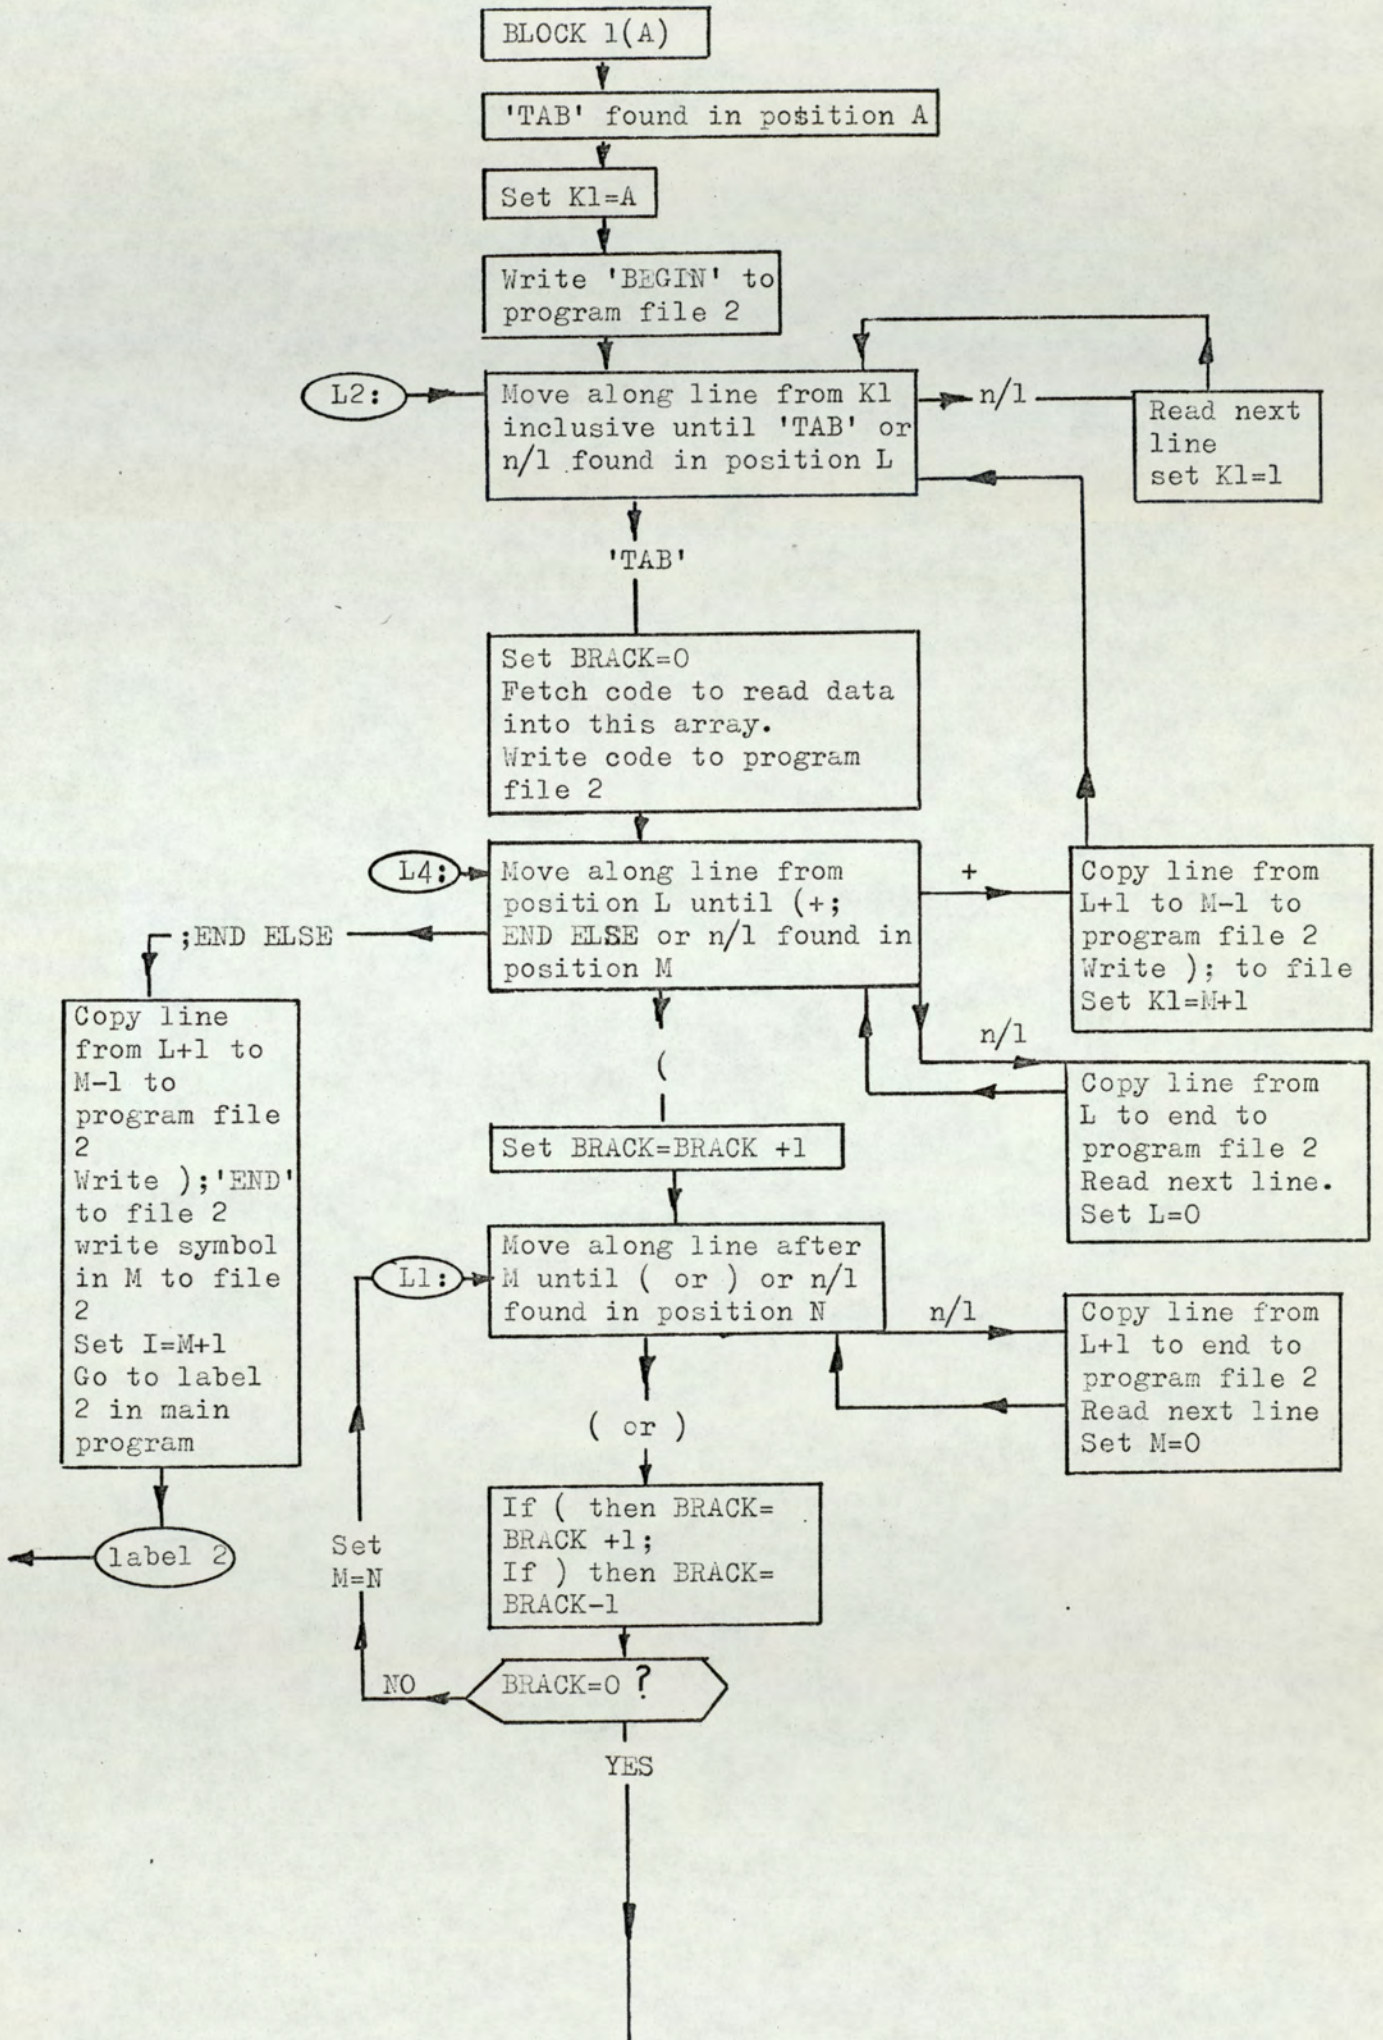 BLOCK 1(A)
'TAB' found in position A
Set K1=A
Write 'BEGIN' to
program file 2
L2:
Move along line from K1
inclusive until 'TAB' or
n/l found in position L
n/l
Read next
line
set K1=1
'TAB'
Set BRACK=0
Fetch code to read data
into this array.
Write code to program
file 2
L4:
Move along line from
position L until (+;
END ELSE or n/l found in
position M
+
Copy line from
L+1 to M-1 to
program file 2
Write ); to file
Set K1=M+1
;END ELSE
Copy line
from L+1 to
M-1 to
program file
2
Write );'END'
to file 2
write symbol
in M to file
2
Set I=M+1
Go to label
2 in main
program
label 2
n/l
Copy line from
L to end to
program file 2
Read next line.
Set L=0
(
Set BRACK=BRACK +1
L1:
Move along line after
M until ( or ) or n/l
found in position N
n/l
Copy line from
L+1 to end to
program file 2
Read next line
Set M=0
( or )
If ( then BRACK=
BRACK +1;
If ) then BRACK=
BRACK-1
Set
M=N
NO
BRACK=0 ?
YES